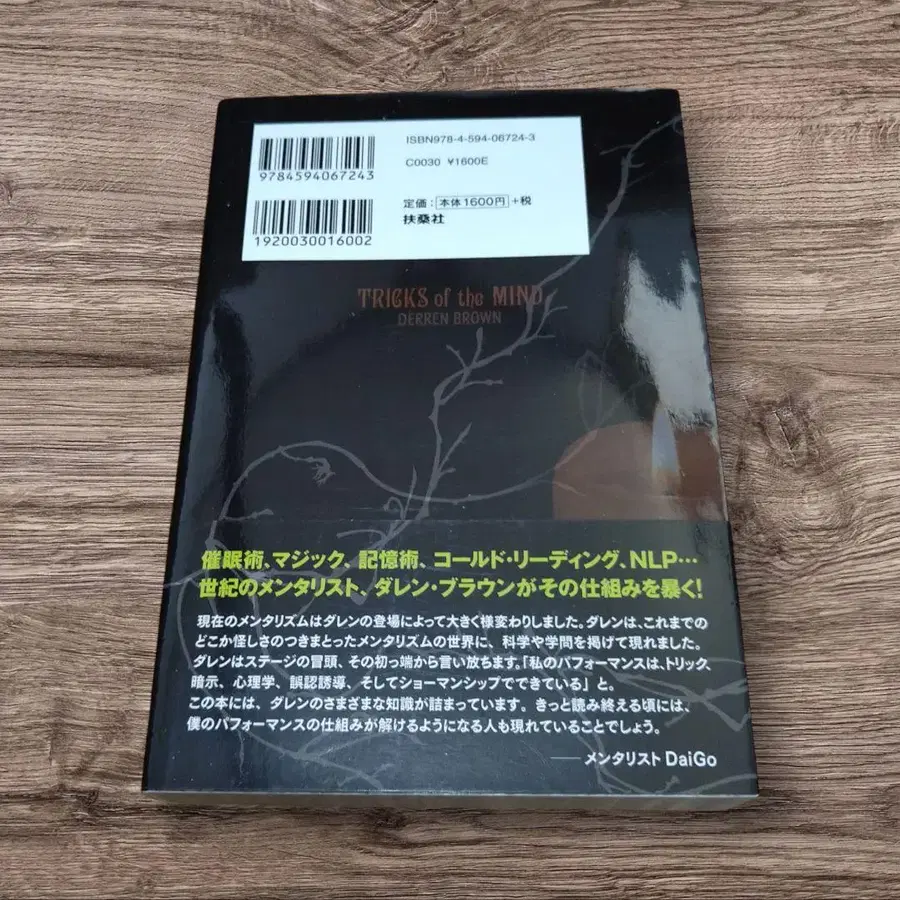 ISBN978-4-594-06724-3
C0030 ¥1600E
9784594067243
定価：本体1600円+税
扶桑社
1920030016002
TRICKS of the MIND
DERREN BROWN
催眠術、マジック、記憶術、コールド・リーディング、NLP…
世紀のメンタリスト、ダレン・ブラウンがその仕組みを暴く!
現在のメンタリズムはダレンの登場によって大きく様変わりしました。ダレンは、これまでの
どこか怪しさのつきまとったメンタリズムの世界に、科学や学問を掲げて現れました。
ダレンはステージの冒頭、その初っ端から言い放ちます。「私のパフォーマンスは、トリック、
暗示、心理学、誤認誘導、そしてショーマンシップでできている」と。
この本には、ダレンのさまざまな知識が詰まっています。きっと読み終える頃には、
僕のパフォーマンスの仕組みが解けるようになる人も現れていることでしょう。
――メンタリスト DaiGo